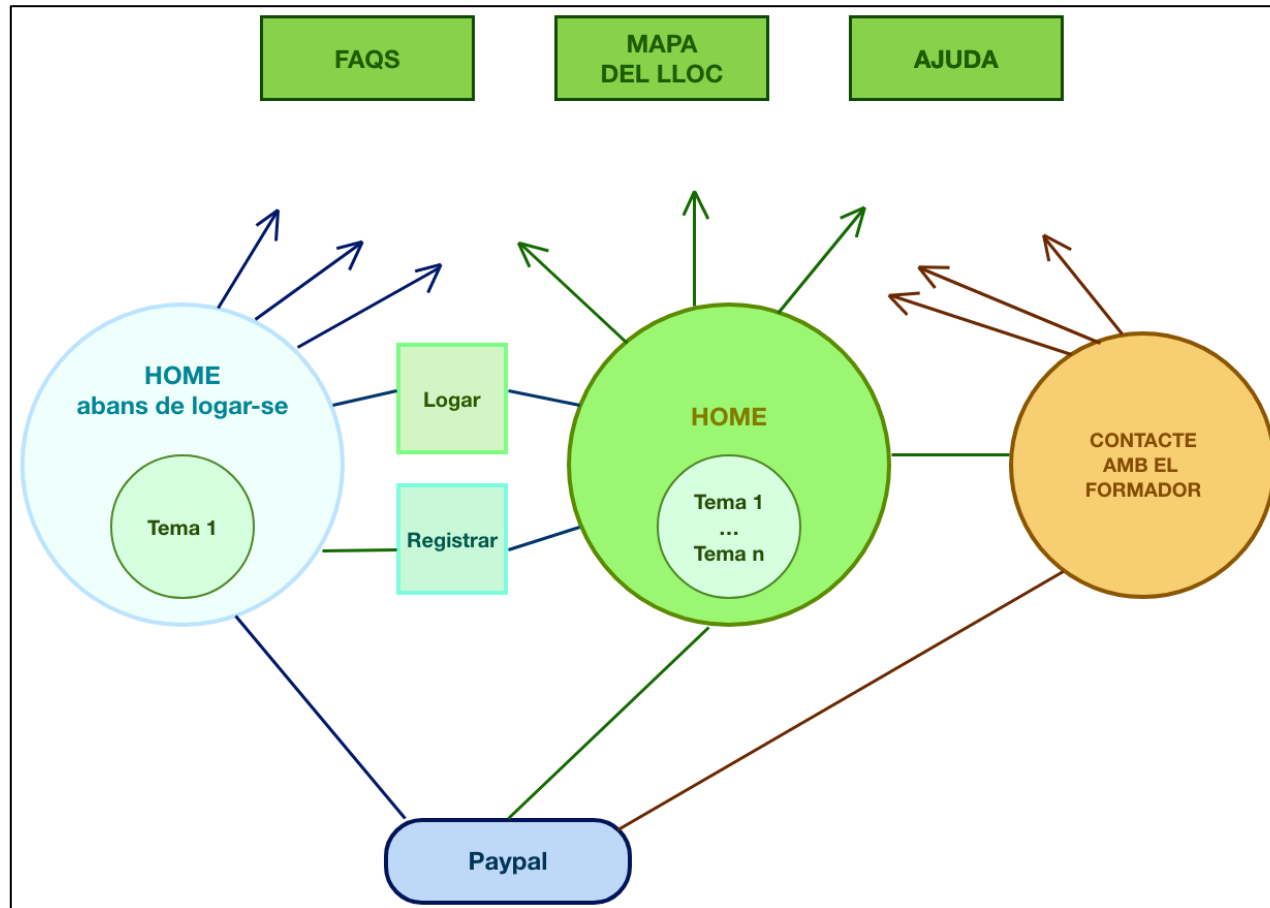 FAQS
MAPA
DEL LLOC
AJUDA
HOME
abans de logar-se
Tema 1
Logar
Registrar
HOME
Tema 1
...
Tema n
CONTACTE
AMB EL
FORMADOR
Paypal